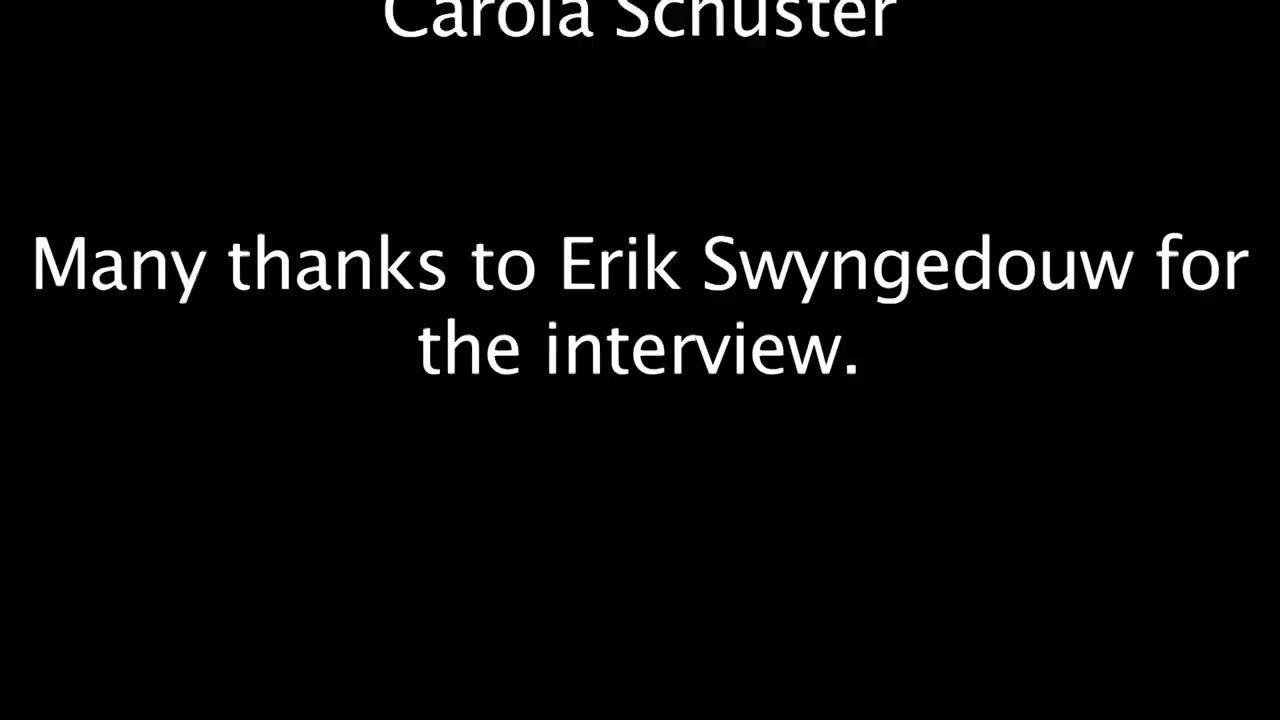 Carola Schuster
Many thanks to Erik Swyngedouw for
the interview.